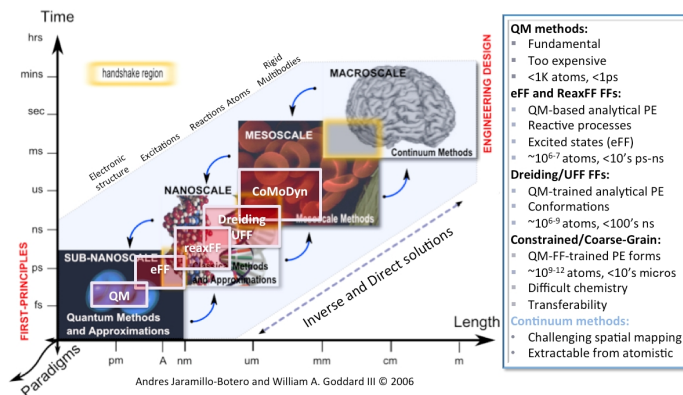 Time
hrs
mins
sec
ms
us
ns
ps
fs
handshake region
Electronic structure
Excitations
Reactions
Atoms
Rigid Multibodies
MACROSCALE
Continuum Methods
ENGINEERING DESIGN
MESOSCALE
CoMoDyn
Mesoscale Methods
NANOSCALE
Dreiding
UFF
reaxFF
Methods
and Approximations
SUB-NANOSCALE
eFF
QM
Quantum Methods
and Approximations
FIRST-PRINCIPLES
Inverse and Direct solutions
Length
pm
A
nm
um
mm
cm
m
Paradigms
Andres Jaramillo-Botero and William A. Goddard III © 2006
QM methods:
Fundamental
Too expensive
<1K atoms, <1ps
eFF and ReaxFF FFs:
QM-based analytical PE
Reactive processes
Excited states (eFF)
~10^6-7 atoms, <10's ps-ns
Dreiding/UFF FFs:
QM-trained analytical PE
Conformations
~10^6-9 atoms, <100's ns
Constrained/Coarse-Grain:
QM-FF-trained PE forms
~10^9-12 atoms, <10's micros
Difficult chemistry
Transferability
Continuum methods:
Challenging spatial mapping
Extractable from atomistic